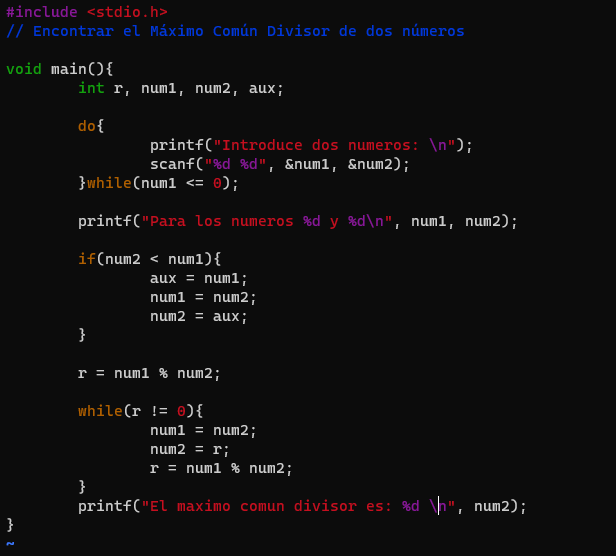 #include <stdio.h>
// Encontrar el Máximo Común Divisor de dos números

void main(){
        int r, num1, num2, aux;

        do{
                printf("Introduce dos numeros: \n");
                scanf("%d %d", &num1, &num2);
        }while(num1 <= 0);

        printf("Para los numeros %d y %d\n", num1, num2);

        if(num2 < num1){
                aux = num1;
                num1 = num2;
                num2 = aux;
        }

        r = num1 % num2;

        while(r != 0){
                num1 = num2;
                num2 = r;
                r = num1 % num2;
        }
        printf("El maximo comun divisor es: %d \n", num2);
}
~